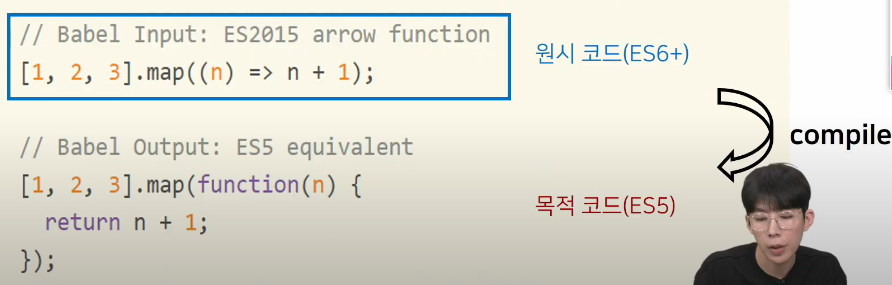 // Babel Input: ES2015 arrow function
[1, 2, 3].map((n) => n + 1);
원시 코드(ES6+)
compile
// Babel Output: ES5 equivalent
[1, 2, 3].map(function(n) {
  return n + 1;
});
목적 코드(ES5)